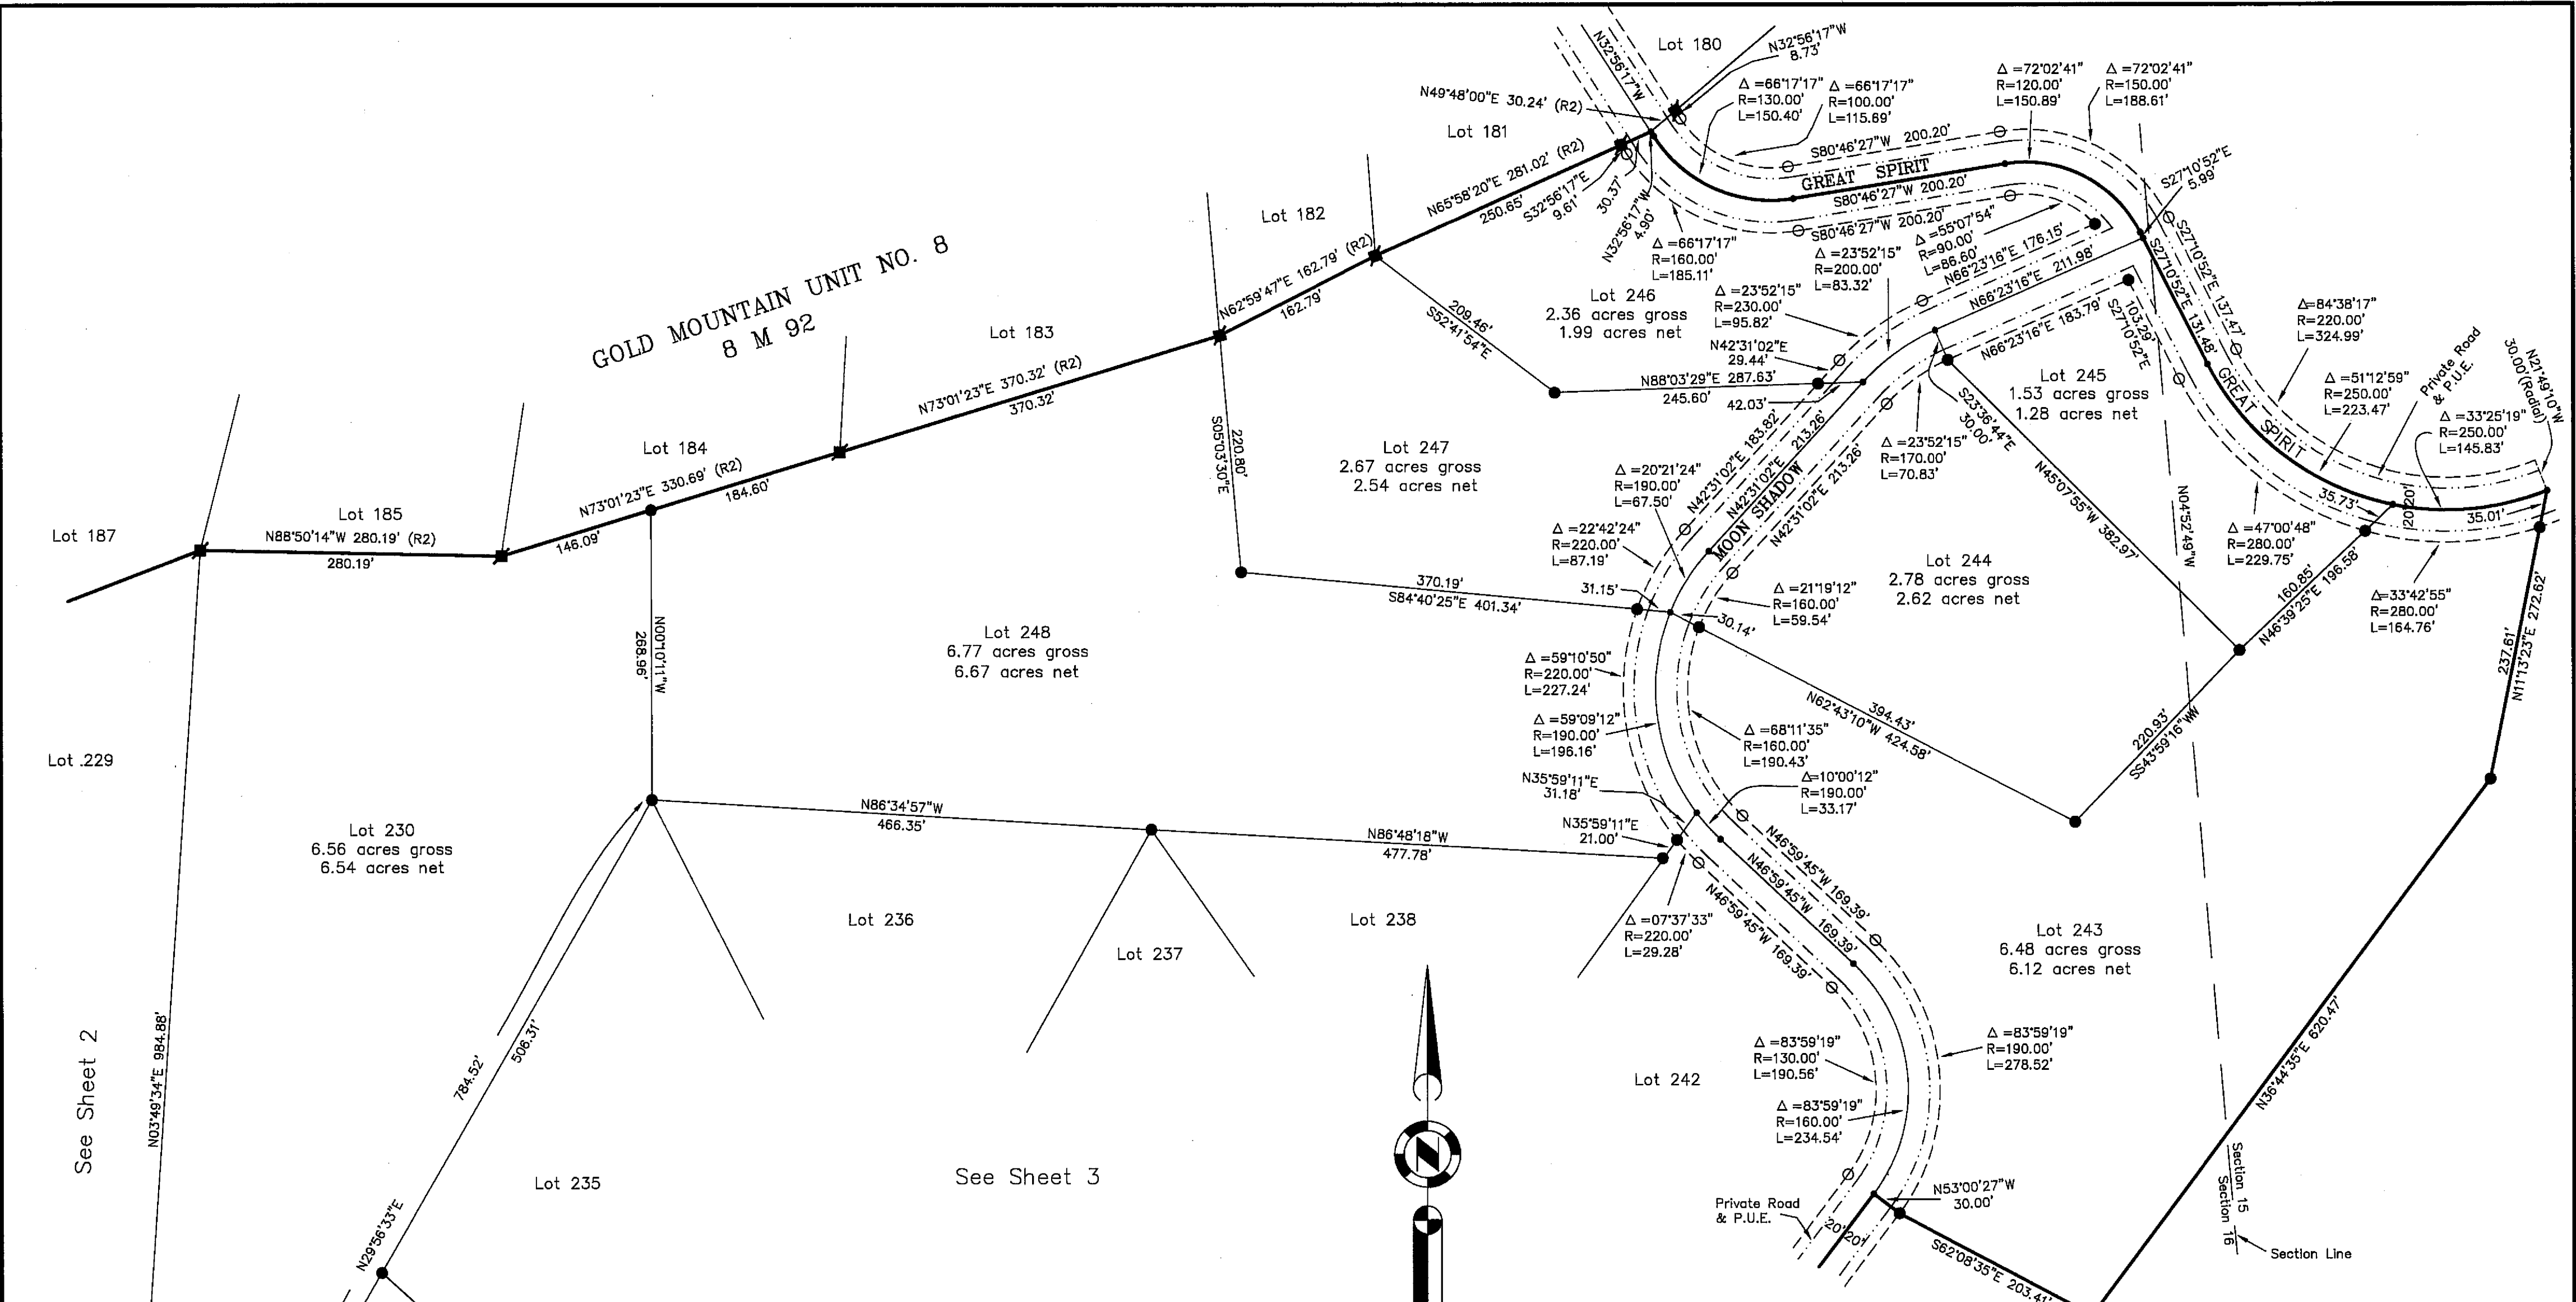 GOLD MOUNTAIN UNIT NO. 8
8 M 92
Lot 187
N88°50'14"W 280.19' (R2)
280.19'
Lot 185
Lot 184
N73°01'23"E 330.69' (R2)
146.09'
184.60'
Lot 183
N73°01'23"E 370.32' (R2)
370.32'
Lot 182
N62°59'47"E 162.79' (R2)
162.79'
Lot 181
N65°58'20"E 281.02' (R2)
250.65'
30.37'
S32°56'17"E
9.61'
N32°56'17"W
4.90'
N49°48'00"E 30.24' (R2)
N32°56'17"W
Lot 180
N32°56'17"W
8.73'
Δ=66°17'17"
R=130.00'
L=150.40'
Δ=66°17'17"
R=100.00'
L=115.69'
Δ=72°02'41"
R=120.00'
L=150.89'
Δ=72°02'41"
R=150.00'
L=188.61'
S80°46'27"W 200.20'
GREAT SPIRIT
S80°46'27"W 200.20'
S80°46'27"W 200.20'
Δ=66°17'17"
R=160.00'
L=185.11'
Δ=55°07'54"
R=90.00'
L=86.60'
N66°23'16"E 176.15'
N66°23'16"E 211.98'
N66°23'16"E 183.79'
S27°10'52"E
5.99'
S27°10'52"E 137.47'
S27°10'52"E 131.48'
103.29'
S27°10'52"E
Δ=23°52'15"
R=200.00'
L=83.32'
Δ=23°52'15"
R=230.00'
L=95.82'
N42°31'02"E
29.44'
Lot 246
2.36 acres gross
1.99 acres net
209.46'
S52°41'54"E
N88°03'29"E 287.63'
245.60'
42.03'
Lot 245
1.53 acres gross
1.28 acres net
S23°36'44"E
30.00'
Δ=23°52'15"
R=170.00'
L=70.83'
N45°07'55"W 382.97'
Δ=84°38'17"
R=220.00'
L=324.99'
GREAT SPIRIT
Δ=51°12'59"
R=250.00'
L=223.47'
Private Road
& P.U.E.
N21°49'10"W
30.00'(Radial)
Δ=33°25'19"
R=250.00'
L=145.83'
35.73'
20'
20'
35.01'
Δ=47°00'48"
R=280.00'
L=229.75'
Δ=33°42'55"
R=280.00'
L=164.76'
160.85'
N46°39'25"E 196.58'
237.61'
N11°13'23"E 272.62'
N04°52'49"W
Lot 247
2.67 acres gross
2.54 acres net
220.80'
S05°03'30"E
N42°31'02"E 183.82'
N42°31'02"E 213.26'
MOON SHADOW
N42°31'02"E 213.26'
Δ=20°21'24"
R=190.00'
L=67.50'
Δ=22°42'24"
R=220.00'
L=87.19'
370.19'
S84°40'25"E 401.34'
31.15'
30.14'
Δ=21°19'12"
R=160.00'
L=59.54'
Lot 244
2.78 acres gross
2.62 acres net
394.43'
N62°43'10"W 424.58'
220.93'
SS43°59'16"WW
Lot 248
6.77 acres gross
6.67 acres net
N00°10'11"W
268.96'
Δ=59°10'50"
R=220.00'
L=227.24'
Δ=59°09'12"
R=190.00'
L=196.16'
Δ=68°11'35"
R=160.00'
L=190.43'
Δ=10°00'12"
R=190.00'
L=33.17'
N35°59'11"E
31.18'
N35°59'11"E
21.00'
Lot .229
Lot 230
6.56 acres gross
6.54 acres net
N86°34'57"W
466.35'
N86°48'18"W
477.78'
Δ=07°37'33"
R=220.00'
L=29.28'
N46°59'45"W 169.39'
N46°59'45"W 169.39'
N46°59'45"W 169.39'
Lot 236
Lot 237
Lot 238
Lot 243
6.48 acres gross
6.12 acres net
N36°44'35"E 620.47'
Lot 242
Δ=83°59'19"
R=130.00'
L=190.56'
Δ=83°59'19"
R=160.00'
L=234.54'
Δ=83°59'19"
R=190.00'
L=278.52'
See Sheet 2
N03°49'34"E 984.88'
784.52'
506.31'
N29°56'33"E
Lot 235
See Sheet 3
N
Private Road
& P.U.E.
20'
20'
N53°00'27"W
30.00'
S62°08'35"E 203.41'
Section 15
Section 16
Section Line